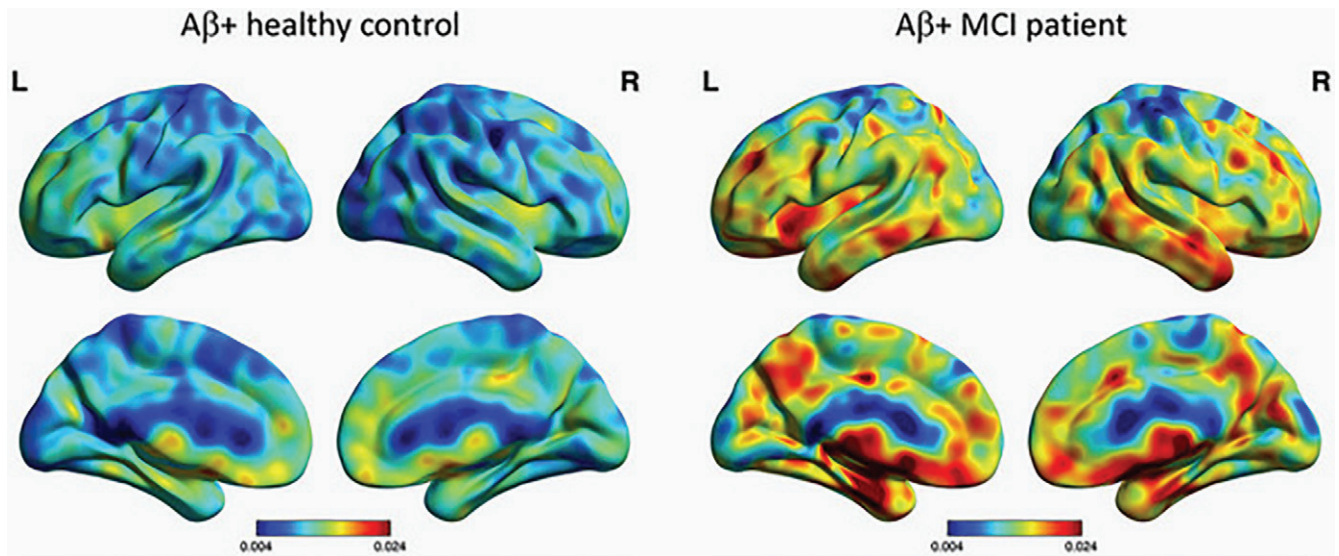 Aβ+ healthy control
Aβ+ MCI patient
L
R
L
R
0.004
0.024
0.004
0.024